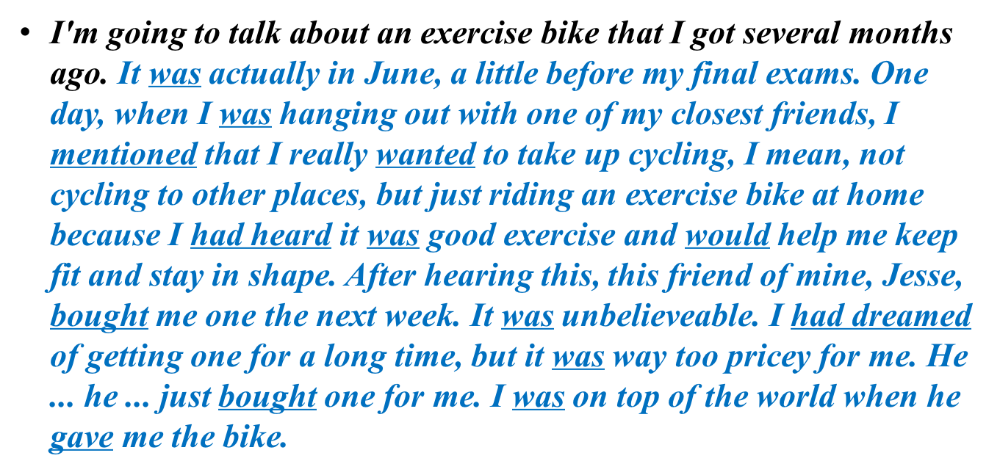 • I'm going to talk about an exercise bike that I got several months
ago. It was actually in June, a little before my final exams. One
day, when I was hanging out with one of my closest friends, I
mentioned that I really wanted to take up cycling, I mean, not
cycling to other places, but just riding an exercise bike at home
because I had heard it was good exercise and would help me keep
fit and stay in shape. After hearing this, this friend of mine, Jesse,
bought me one the next week. It was unbelieveable. I had dreamed
of getting one for a long time, but it was way too pricey for me. He
... he ... just bought one for me. I was on top of the world when he
gave me the bike.